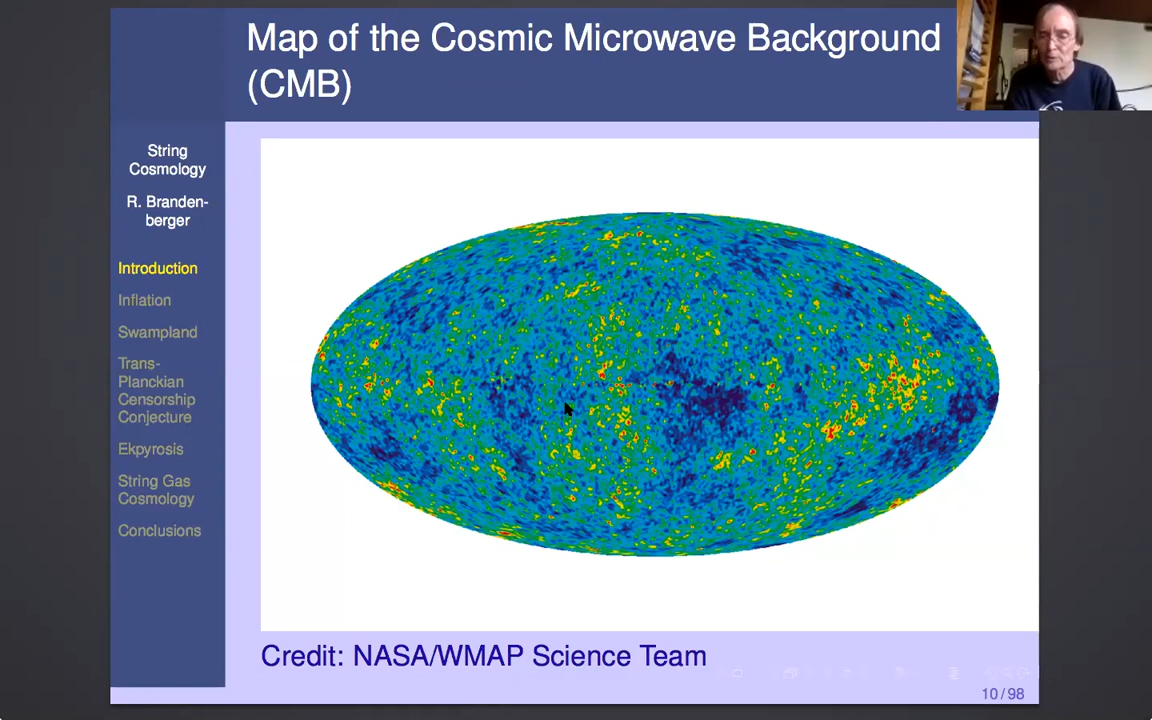 Map of the Cosmic Microwave Background
(CMB)
String
Cosmology
R. Branden-
berger
Introduction
Inflation
Swampland
Trans-
Planckian
Censorship
Conjecture
Ekpyrosis
String Gas
Cosmology
Conclusions
Credit: NASA/WMAP Science Team
10/98